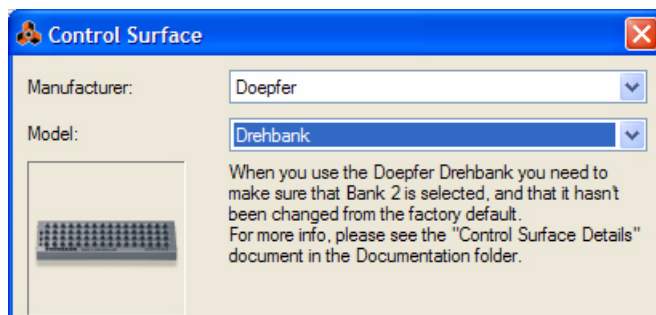 Control Surface
Manufacturer:
Doepfer
Model:
Drehbank
When you use the Doepfer Drehbank you need to
make sure that Bank 2 is selected, and that it hasn't
been changed from the factory default.
For more info, please see the "Control Surface Details"
document in the Documentation folder.